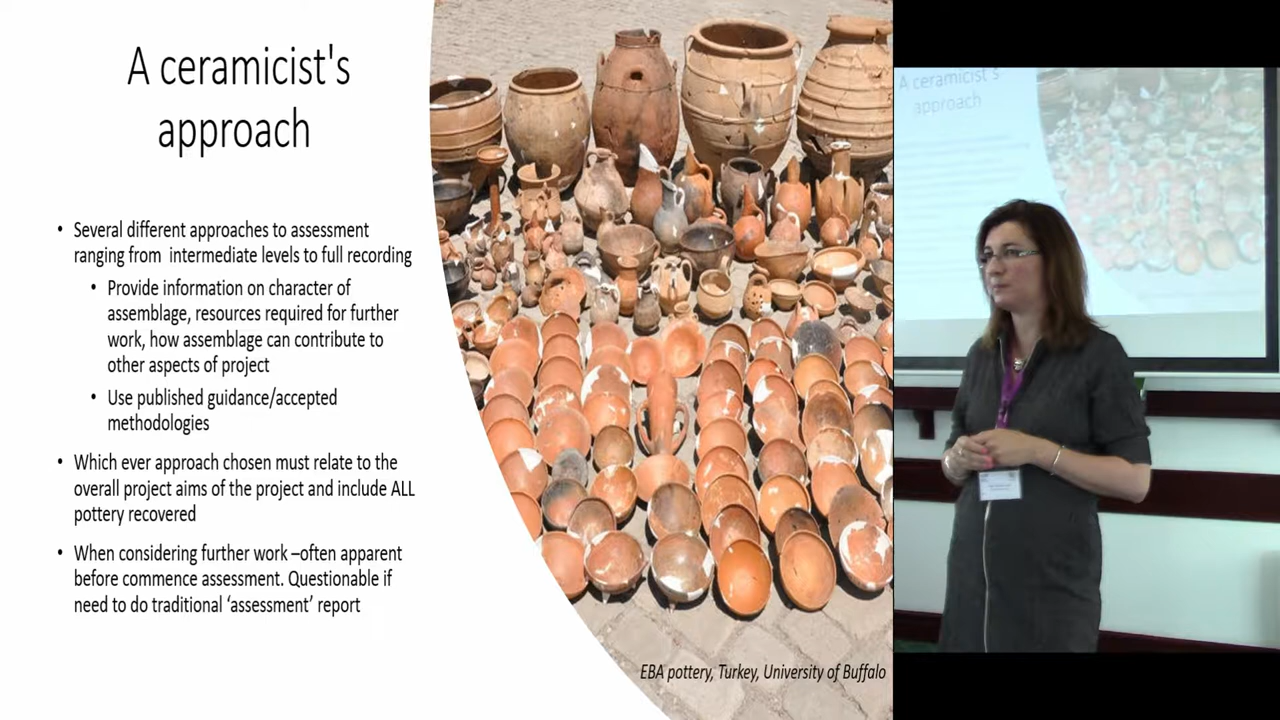 A ceramicist's
approach
• Several different approaches to assessment
ranging from intermediate levels to full recording
• Provide information on character of
assemblage, resources required for further
work, how assemblage can contribute to
other aspects of project
• Use published guidance/accepted
methodologies
• Which ever approach chosen must relate to the
overall project aims of the project and include ALL
pottery recovered
• When considering further work –often apparent
before commence assessment. Questionable if
need to do traditional ‘assessment’ report
EBA pottery, Turkey, University of Buffalo
A ceramicist's
approach